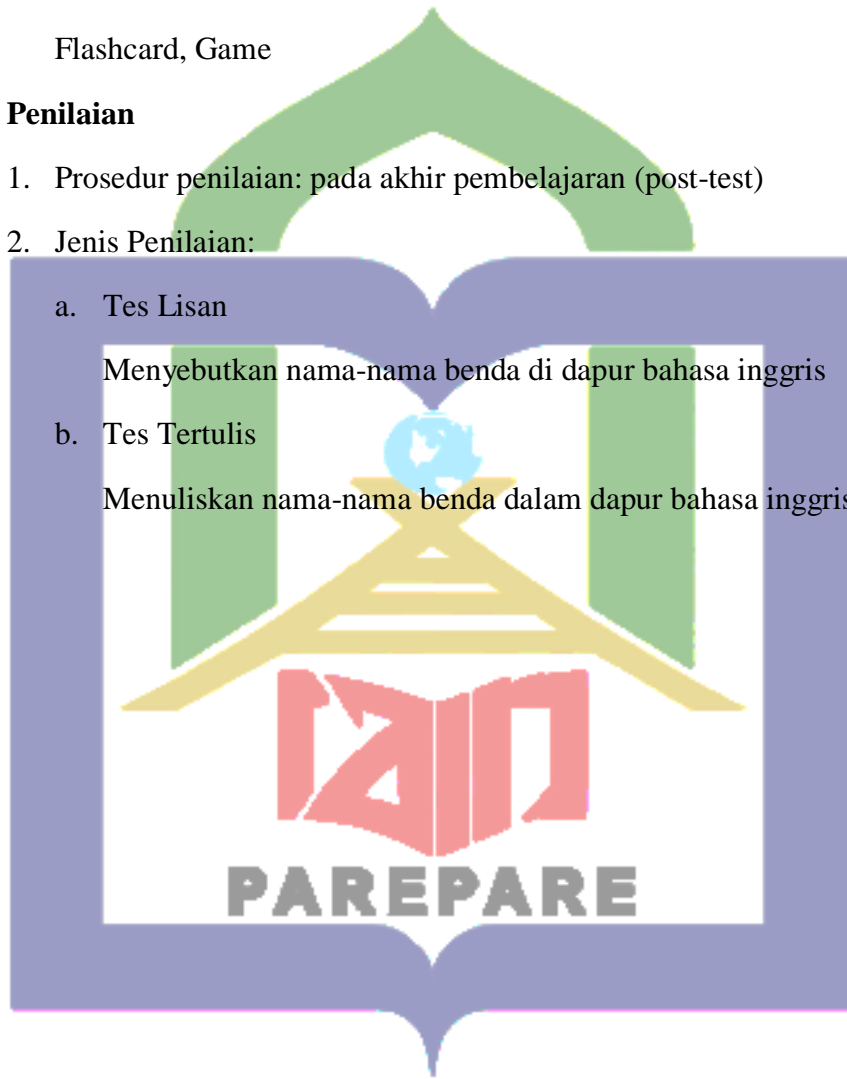 Flashcard, Game
Penilaian
1. Prosedur penilaian: pada akhir pembelajaran (post-test)
2. Jenis Penilaian:
a. Tes Lisan
Menyebutkan nama-nama benda di dapur bahasa inggris
b. Tes Tertulis
Menuliskan nama-nama benda dalam dapur bahasa inggris
iain
PAREPARE